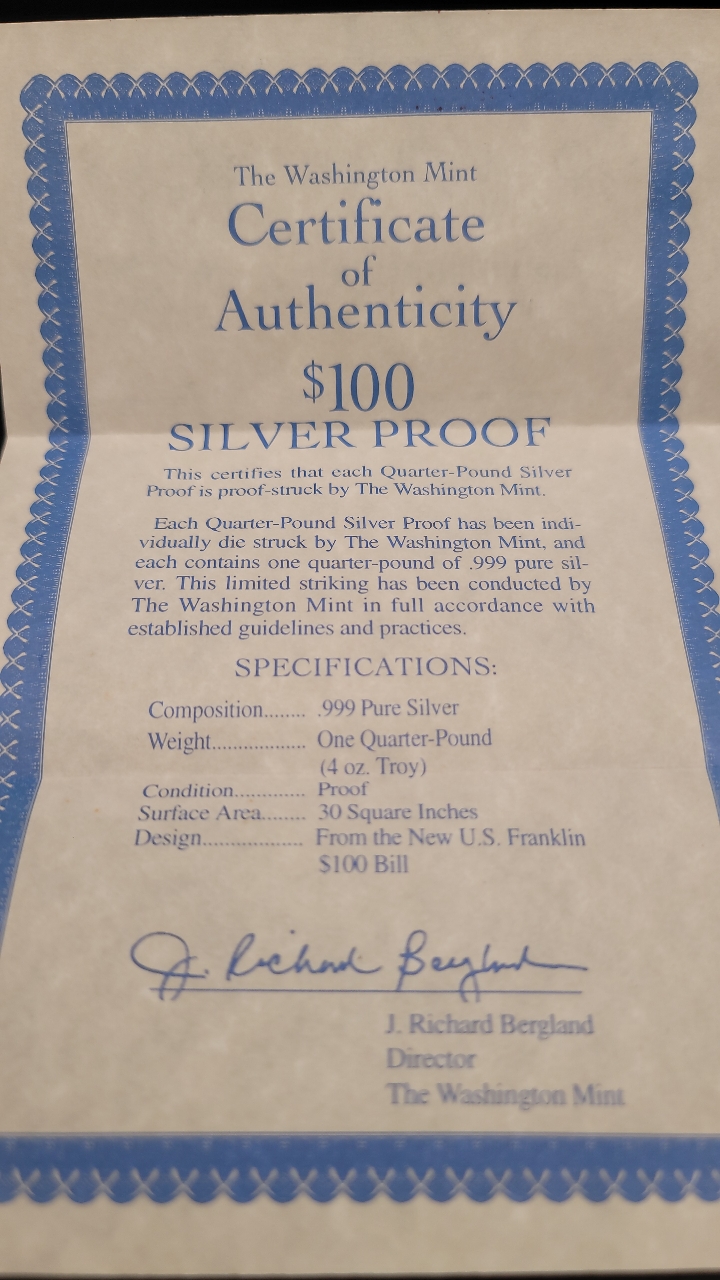 The Washington Mint
Certificate
of
Authenticity
$100
SILVER PROOF
This certifies that each Quarter-Pound Silver
Proof is proof-struck by The Washington Mint.
Each Quarter-Pound Silver Proof has been indi-
vidually die struck by The Washington Mint, and
each contains one quarter-pound of .999 pure sil-
ver. This limited striking has been conducted by
The Washington Mint in full accordance with
established guidelines and practices.
SPECIFICATIONS:
Composition........ .999 Pure Silver
Weight.................. One Quarter-Pound
(4 oz. Troy)
Condition............. Proof
Surface Area........ 30 Square Inches
Design................... From the New U.S. Franklin
$100 Bill
J. Richard Bergland
J. Richard Bergland
Director
The Washington Mint